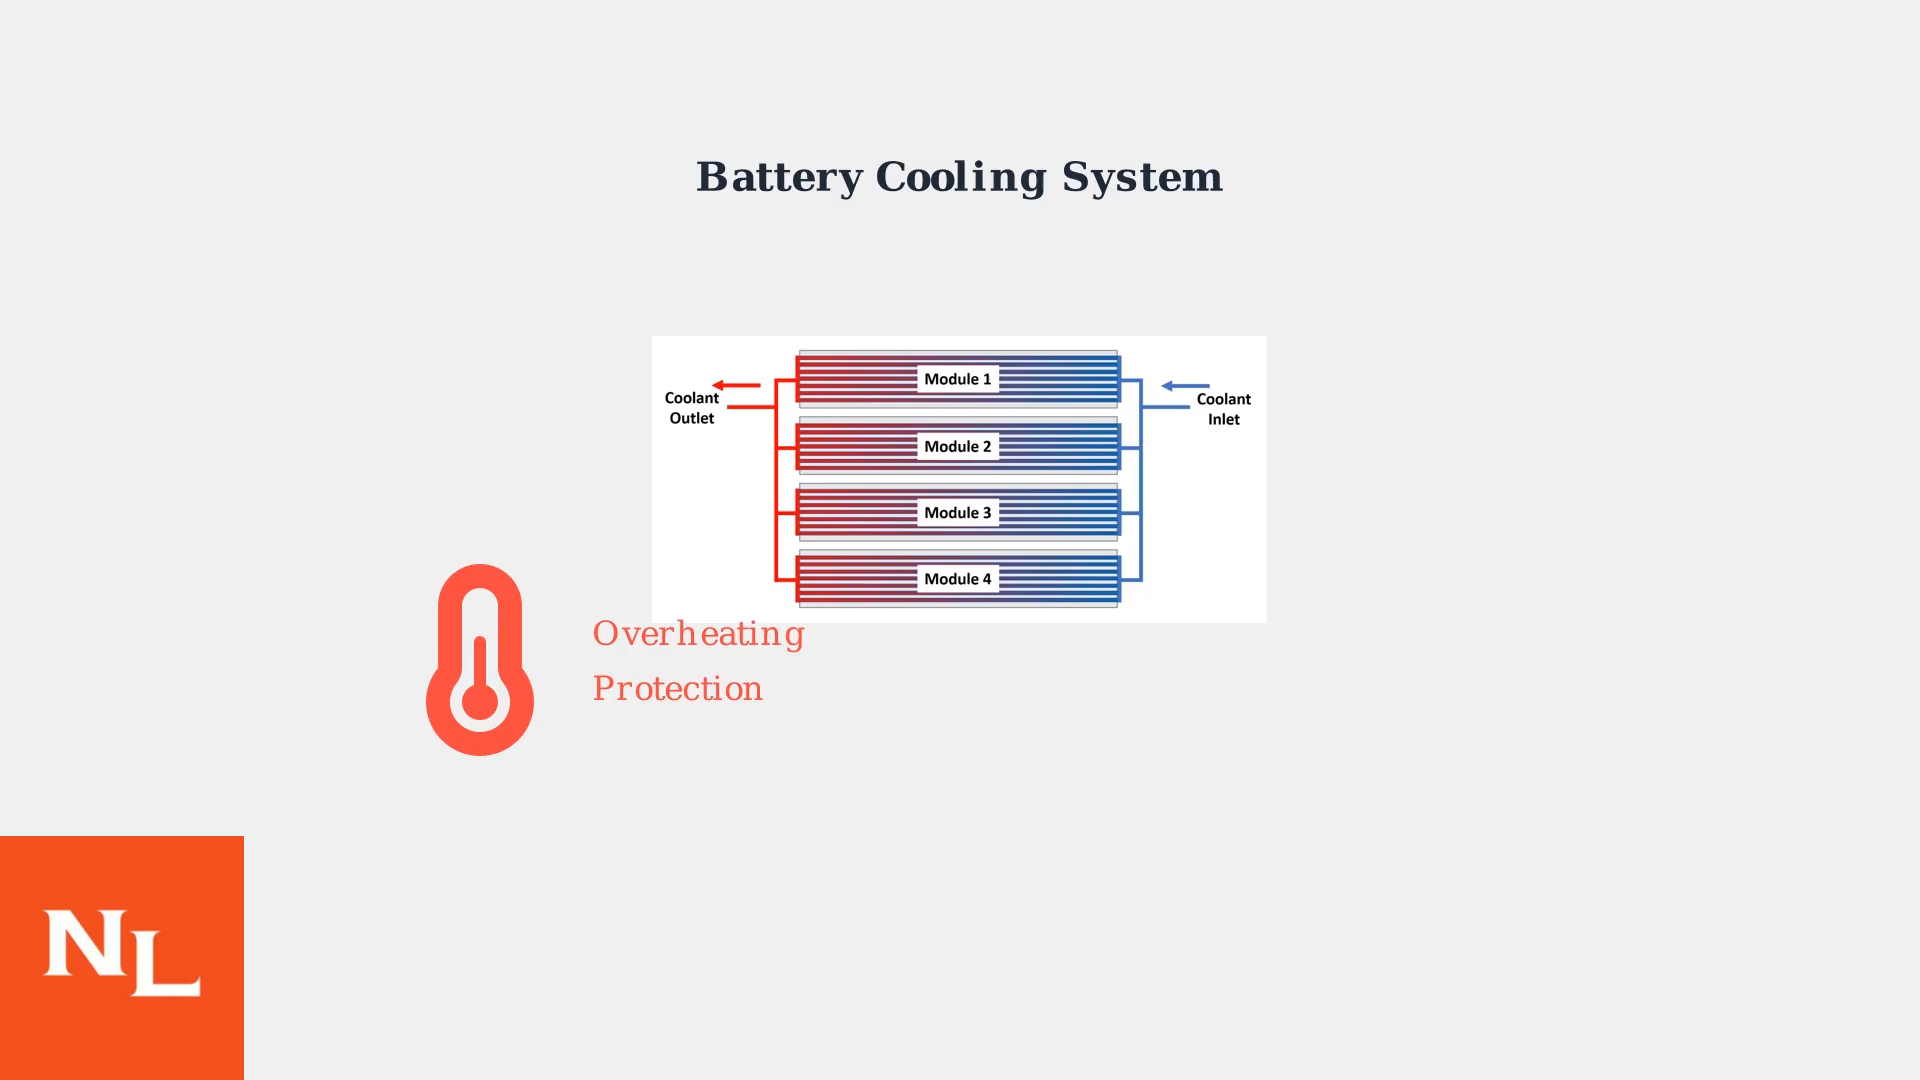 Battery Cooling System
Module 1
Coolant
Outlet
Coolant
Inlet
Module 2
Module 3
Module 4
Overheating
Protection
NL